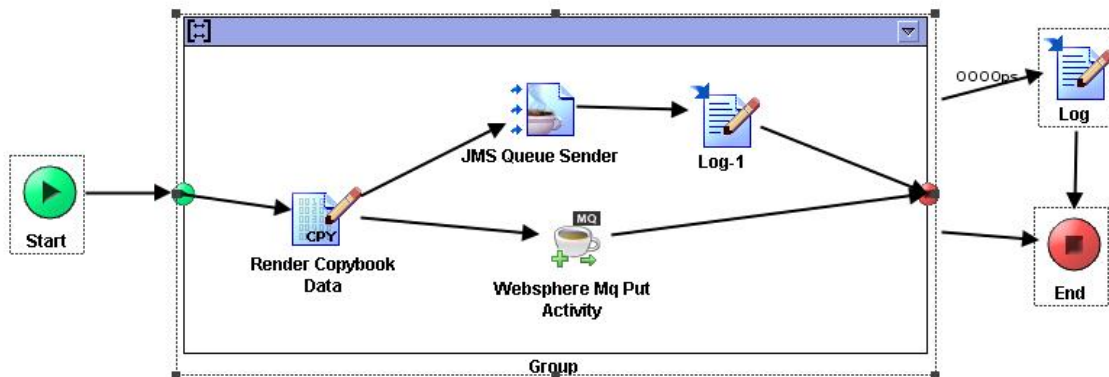 OOOOps
Log
JMS Queue Sender
Log-1
Start
CPY
MQ
Render Copybook
Data
Websphere Mq Put
Activity
End
Group